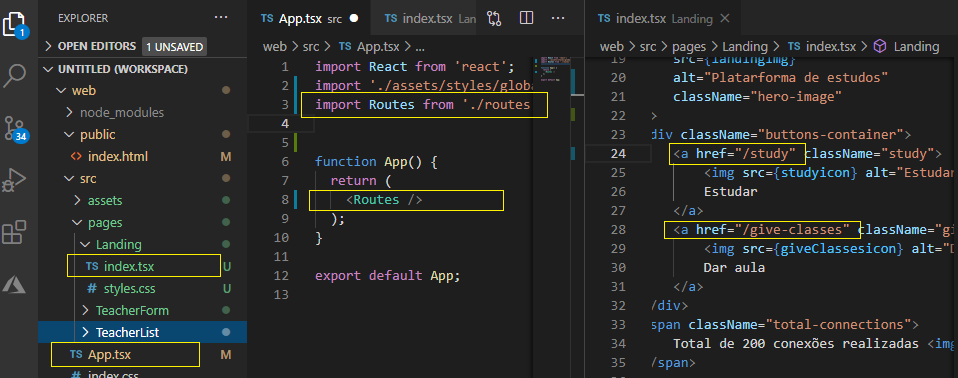 EXPLORER
OPEN EDITORS 1 UNSAVED
UNTITLED (WORKSPACE)
web
node_modules
public
index.html M
src
assets
pages
Landing
TS index.tsx U
# styles.css U
TeacherForm
TeacherList
TS App.tsx M
# index.css
1
34
TS App.tsx src
TS index.tsx Lan
web > src > TS App.tsx > ...
1 import React from 'react';
2 import './assets/styles/glob
3 import Routes from './routes
4
5
6 function App() {
7 return (
8 <Routes />
9 );
10 }
11
12 export default App;
13
TS index.tsx Landing
web > src > pages > Landing > TS index.tsx > Landing
19 src={landingimg}
20 alt="Platarforma de estudos"
21 className="hero-image"
22 >
23 div className="buttons-container">
24 <a href="/study" className="study">
25 <img src={studyicon} alt="Estudar
26 Estudar
27 </a>
28 <a href="/give-classes" className="gi
29 <img src={giveClassesicon} alt="D
30 Dar aula
31 </a>
32 /div>
33 span className="total-connections">
34 Total de 200 conexões realizadas <img
35 /span>